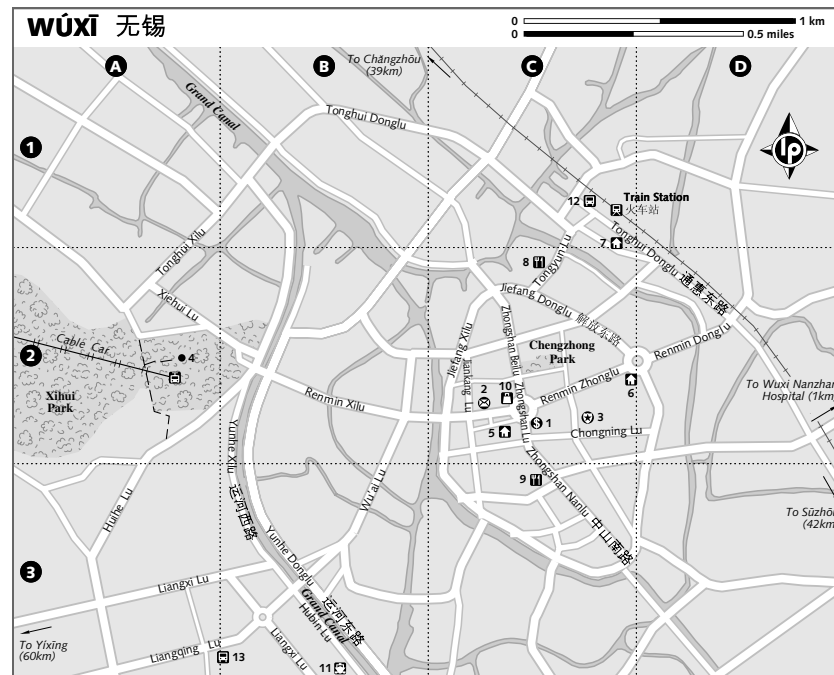 WÚXĪ 无锡
0 1 km
0 0.5 miles
A
B
C
D
To Chāngzhōu
(39km)
Grand Canal
Tonghui Donglu
1
lp
12
Train Station
火车站
7
Tonghui Donglu 通惠东路
Tonghui Xilu
8
Tongyun Lu
Xiehui Lu
Jiefang Donglu 解放东路
Jiefang Xilu
Zhongshan Beilu
Chengzhong
Park
Renmin Donglu
2
Cable Car
4
Xihui
Park
Jiankang Lu
2
10
Renmin Zhonglu
6
To Wuxi Nanzhan
Hospital (1km)
Renmin Xilu
Zhongshan Lu
1
3
5
Chongning Lu
Yunhe Xilu 运河西路
Huihe Lu
Wu'ai Lu
9
Zhongshan Nanlu 中山南路
To Sūzhōu
(42km)
3
Yunhe Donglu 运河东路
Liangxi Lu
Grand Canal
Hubin Lu
To Yíxīng
(60km)
Liangqing Lu
13
Liangxi Lu
11